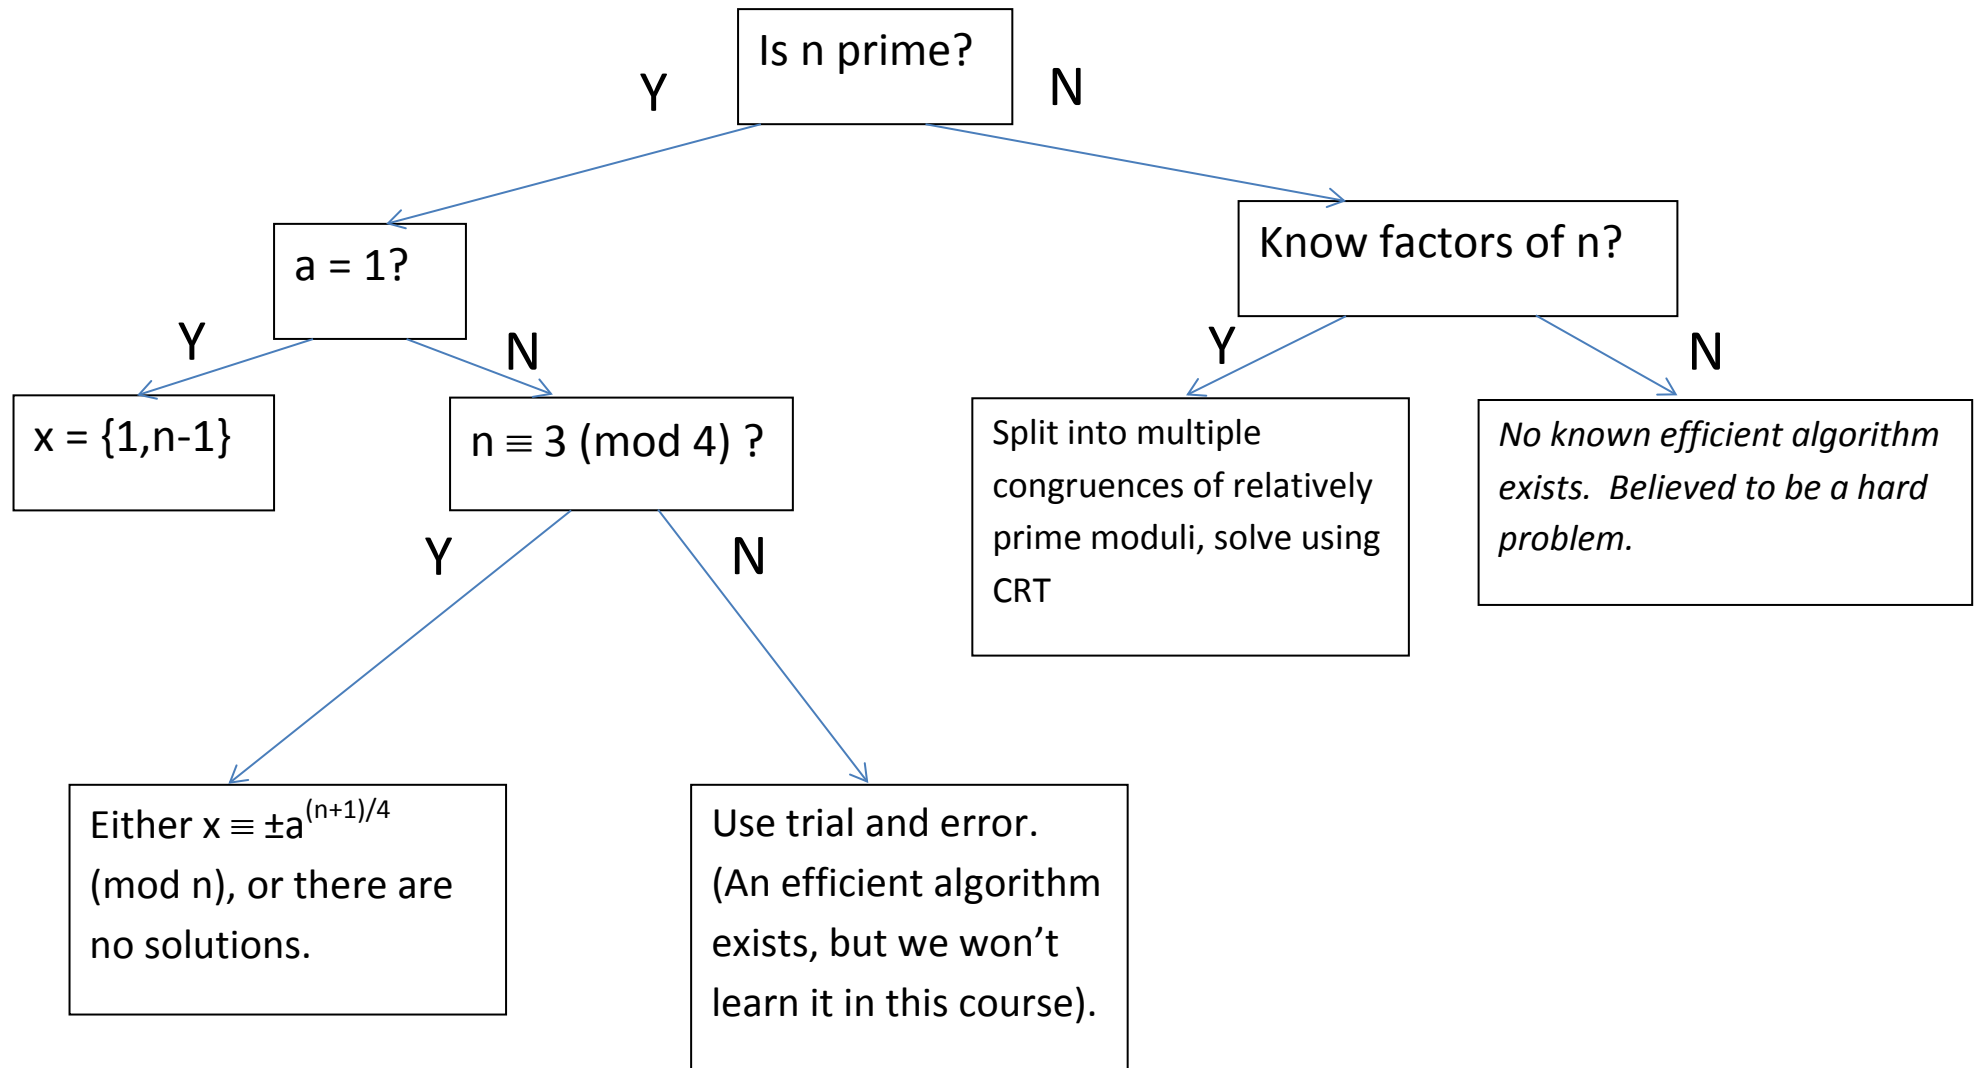 Is n prime?
Y
N
a = 1?
Know factors of n?
Y
N
Y
N
x = {1,n-1}
n ≡ 3 (mod 4) ?
Split into multiple
congruences of relatively
prime moduli, solve using
CRT
No known efficient algorithm
exists.  Believed to be a hard
problem.
Y
N
Either x ≡ ±a^(n+1)/4
(mod n), or there are
no solutions.
Use trial and error.
(An efficient algorithm
exists, but we won’t
learn it in this course).